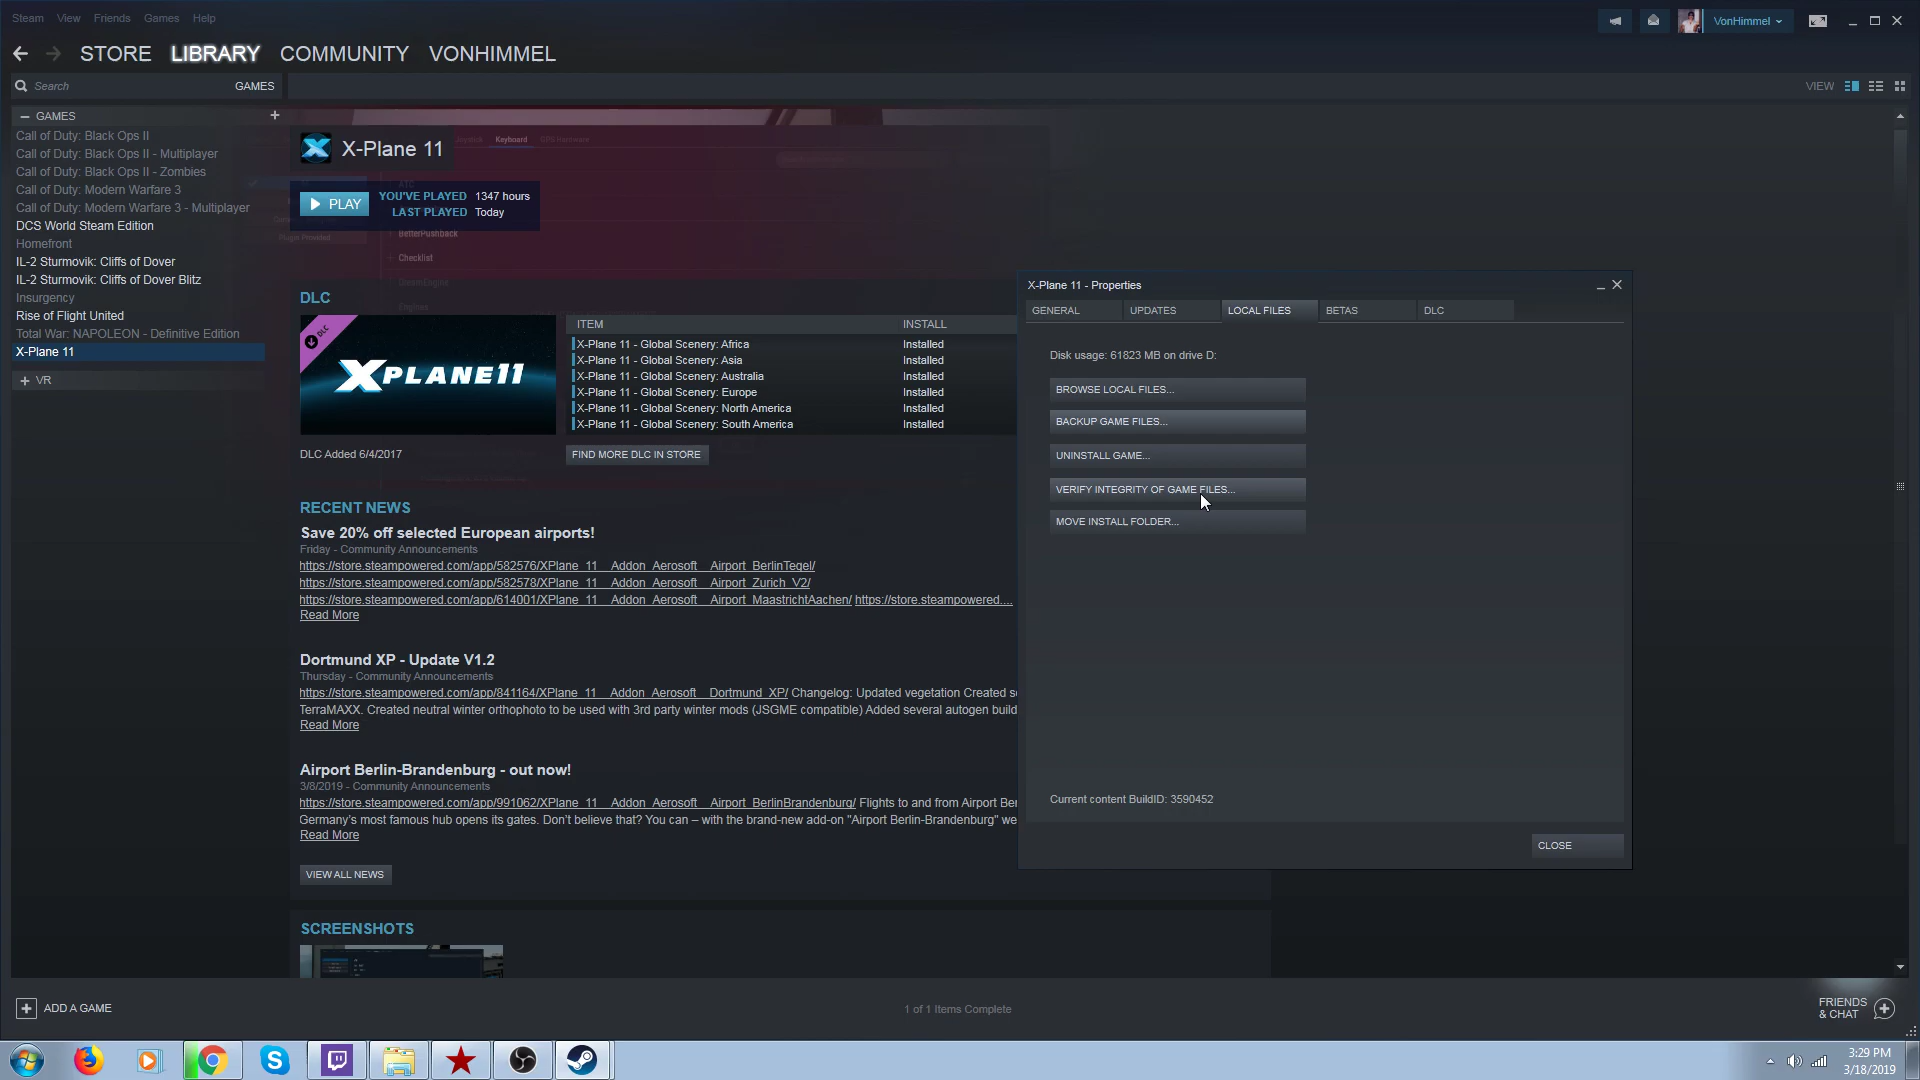 Steam View Friends Games Help
VonHimmel
STORE LIBRARY COMMUNITY VONHIMMEL
Search GAMES
VIEW
GAMES
Call of Duty: Black Ops II
Call of Duty: Black Ops II - Multiplayer
Call of Duty: Black Ops II - Zombies
Call of Duty: Modern Warfare 3
Call of Duty: Modern Warfare 3 - Multiplayer
DCS World Steam Edition
Homefront
IL-2 Sturmovik: Cliffs of Dover
IL-2 Sturmovik: Cliffs of Dover Blitz
Insurgency
Rise of Flight United
Total War: NAPOLEON - Definitive Edition
X-Plane 11
VR
Joystick Keyboard GPS Hardware
X-Plane 11
ATC
PLAY
YOU'VE PLAYED 1347 hours
LAST PLAYED Today
BetterPushback
Plugin Provided
Checklist
DreamEngine
Engines
DLC
DLC
XPLANE11
DLC Added 6/4/2017
ITEM INSTALL
X-Plane 11 - Global Scenery: Africa Installed
X-Plane 11 - Global Scenery: Asia Installed
X-Plane 11 - Global Scenery: Australia Installed
X-Plane 11 - Global Scenery: Europe Installed
X-Plane 11 - Global Scenery: North America Installed
X-Plane 11 - Global Scenery: South America Installed
FIND MORE DLC IN STORE
RECENT NEWS
Save 20% off selected European airports!
Friday - Community Announcements
https://store.steampowered.com/app/582576/XPlane_11__Addon_Aerosoft__Airport_BerlinTegel/
https://store.steampowered.com/app/582578/XPlane_11__Addon_Aerosoft__Airport_Zurich_V2/
https://store.steampowered.com/app/614001/XPlane_11__Addon_Aerosoft__Airport_MaastrichtAachen/ https://store.steampowered....
Read More
Dortmund XP - Update V1.2
Thursday - Community Announcements
https://store.steampowered.com/app/841164/XPlane_11__Addon_Aerosoft__Dortmund_XP/ Changelog: Updated vegetation Created s
TerraMAXX. Created neutral winter orthophoto to be used with 3rd party winter mods (JSGME compatible) Added several autogen build
Read More
Airport Berlin-Brandenburg - out now!
3/8/2019 - Community Announcements
https://store.steampowered.com/app/991062/XPlane_11__Addon_Aerosoft__Airport_BerlinBrandenburg/ Flights to and from Airport Ber
Germany's most famous hub opens its gates. Don't believe that? You can – with the brand-new add-on "Airport Berlin-Brandenburg" we
Read More
VIEW ALL NEWS
SCREENSHOTS
X-Plane 11 - Properties
GENERAL UPDATES LOCAL FILES BETAS DLC
Disk usage: 61823 MB on drive D:
BROWSE LOCAL FILES...
BACKUP GAME FILES...
UNINSTALL GAME...
VERIFY INTEGRITY OF GAME FILES...
MOVE INSTALL FOLDER...
Current content BuildID: 3590452
CLOSE
ADD A GAME
1 of 1 Items Complete
FRIENDS
& CHAT
3:29 PM
3/18/2019